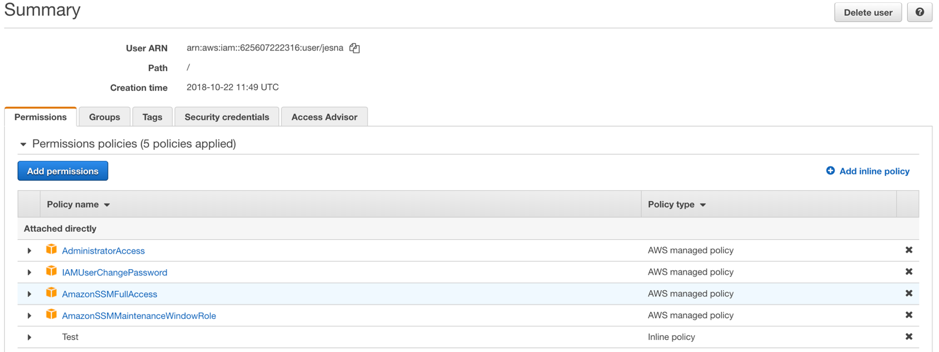 Summary
Delete user
?
User ARN arn:aws:iam::625607222316:user/jesna
Path /
Creation time 2018-10-22 11:49 UTC
Permissions Groups Tags Security credentials Access Advisor
Permissions policies (5 policies applied)
Add permissions Add inline policy
Policy name Policy type
Attached directly
AdministratorAccess AWS managed policy
IAMUserChangePassword AWS managed policy
AmazonSSMFullAccess AWS managed policy
AmazonSSMMaintenanceWindowRole AWS managed policy
Test Inline policy